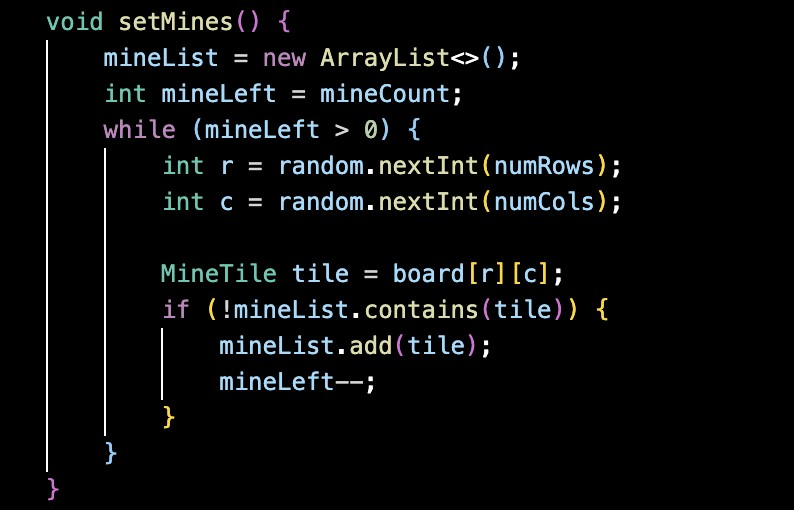 void setMines() {
    mineList = new ArrayList<>();
    int mineLeft = mineCount;
    while (mineLeft > 0) {
        int r = random.nextInt(numRows);
        int c = random.nextInt(numCols);

        MineTile tile = board[r][c];
        if (!mineList.contains(tile)) {
            mineList.add(tile);
            mineLeft--;
        }
    }
}